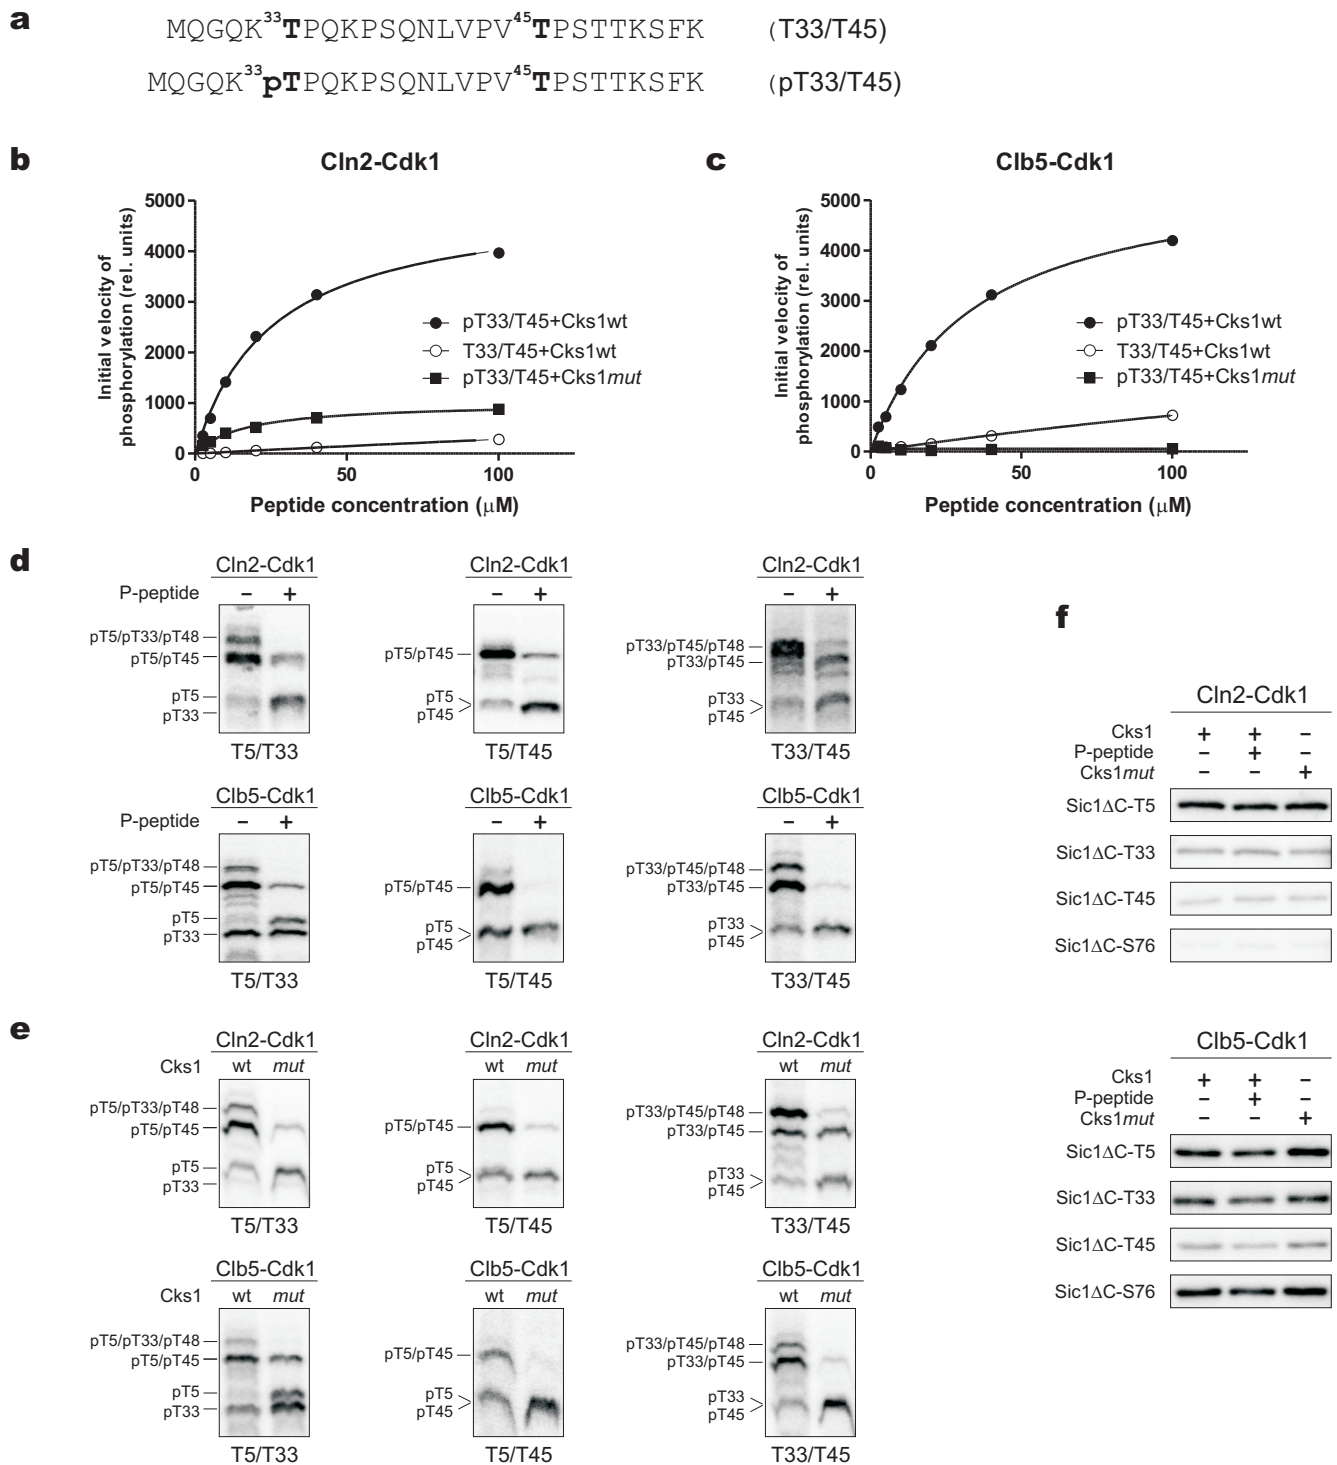 a
MQGQK33TPQKPSQNLVPV45TPSTTKSFK (T33/T45)
MQGQK33pTPQKPSQNLVPV45TPSTTKSFK (pT33/T45)
b
Cln2-Cdk1
Initial velocity of
phosphorylation (rel. units)
5000
4000
3000
2000
1000
0
pT33/T45+Cks1wt
T33/T45+Cks1wt
pT33/T45+Cks1mut
0 50 100
Peptide concentration (μM)
c
Clb5-Cdk1
Initial velocity of
phosphorylation (rel. units)
5000
4000
3000
2000
1000
0
pT33/T45+Cks1wt
T33/T45+Cks1wt
pT33/T45+Cks1mut
0 50 100
Peptide concentration (μM)
d
Cln2-Cdk1 Cln2-Cdk1 Cln2-Cdk1
P-peptide – + – + – +
pT5/pT33/pT48
pT5/pT45
pT5
pT33
T5/T33
pT5/pT45
pT5
pT45
T5/T45
pT33/pT45/pT48
pT33/pT45
pT33
pT45
T33/T45
Clb5-Cdk1 Clb5-Cdk1 Clb5-Cdk1
P-peptide – + – + – +
pT5/pT33/pT48
pT5/pT45
pT5
pT33
T5/T33
pT5/pT45
pT5
pT45
T5/T45
pT33/pT45/pT48
pT33/pT45
pT33
pT45
T33/T45
e
Cln2-Cdk1 Cln2-Cdk1 Cln2-Cdk1
Cks1 wt mut wt mut wt mut
pT5/pT33/pT48
pT5/pT45
pT5
pT33
T5/T33
pT5/pT45
pT5
pT45
T5/T45
pT33/pT45/pT48
pT33/pT45
pT33
pT45
T33/T45
Clb5-Cdk1 Clb5-Cdk1 Clb5-Cdk1
Cks1 wt mut wt mut wt mut
pT5/pT33/pT48
pT5/pT45
pT5
pT33
T5/T33
pT5/pT45
pT5
pT45
T5/T45
pT33/pT45/pT48
pT33/pT45
pT33
pT45
T33/T45
f
Cln2-Cdk1
Cks1 + + –
P-peptide – + –
Cks1mut – – +
Sic1ΔC-T5
Sic1ΔC-T33
Sic1ΔC-T45
Sic1ΔC-S76
Clb5-Cdk1
Cks1 + + –
P-peptide – + –
Cks1mut – – +
Sic1ΔC-T5
Sic1ΔC-T33
Sic1ΔC-T45
Sic1ΔC-S76